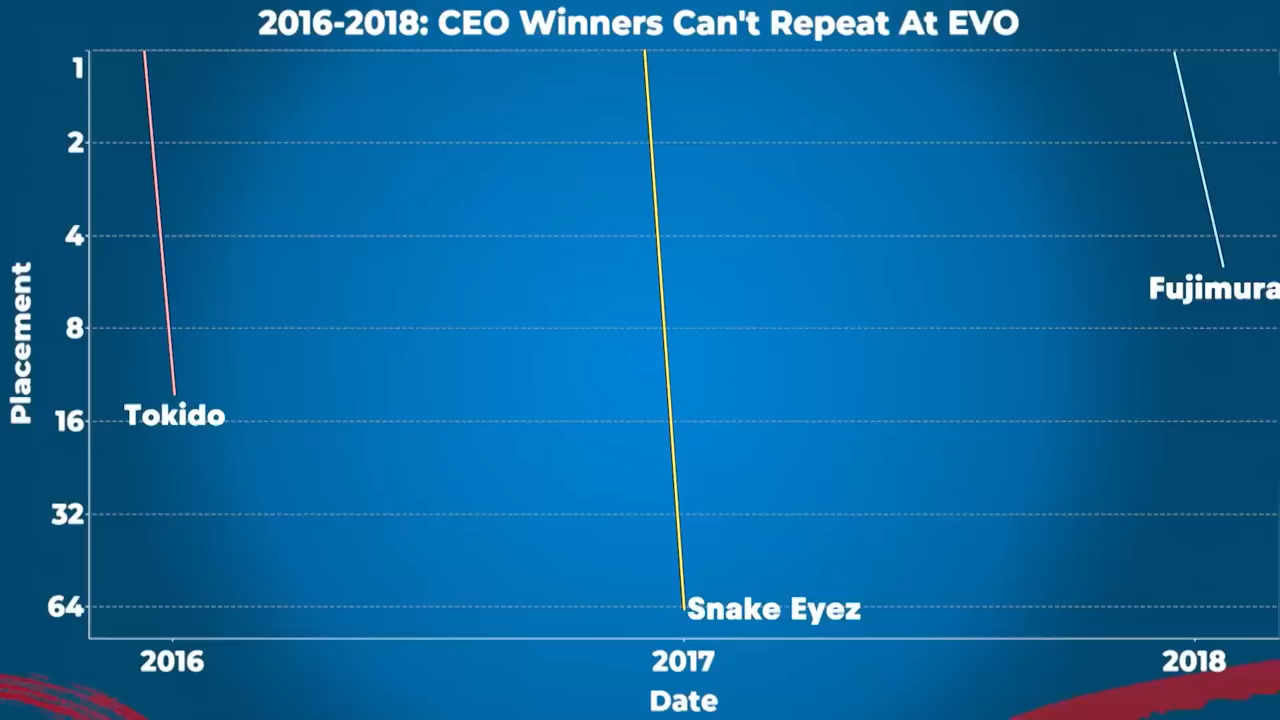 2016-2018: CEO Winners Can't Repeat At EVO
1
2
4
8
16
32
64
Placement
Tokido
Snake Eyez
Fujimura
2016
2017
2018
Date